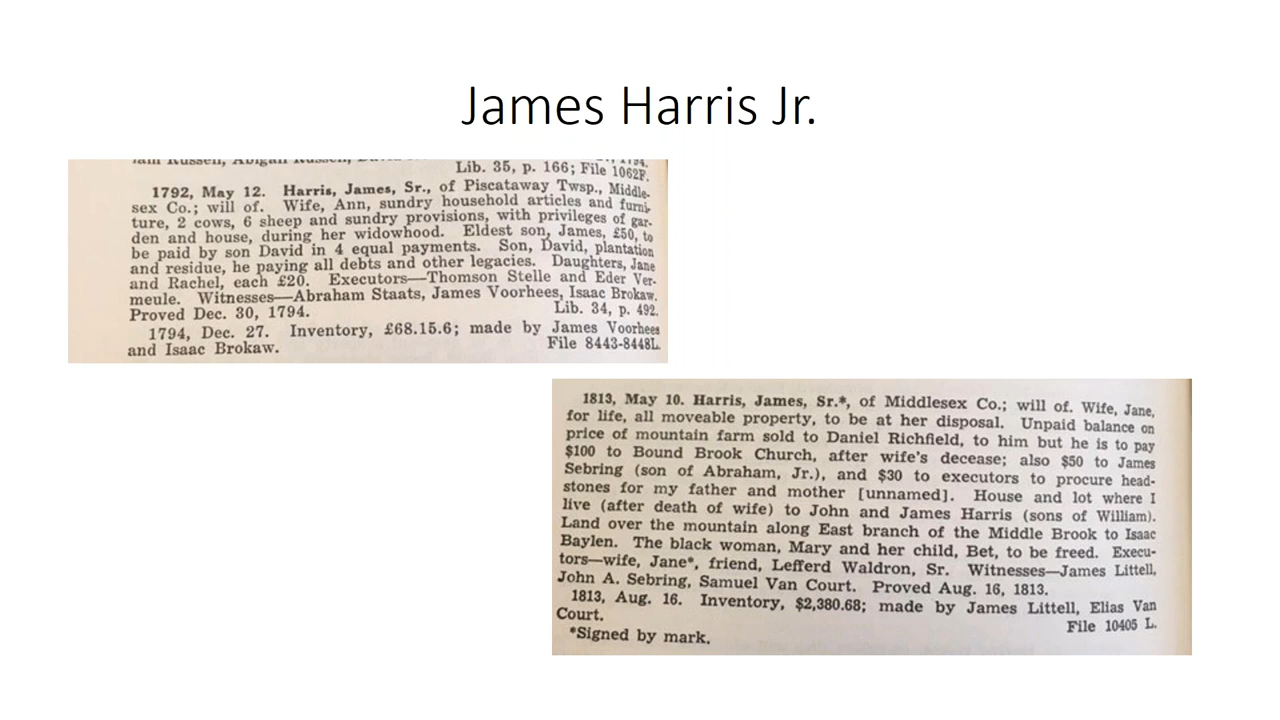 James Harris Jr.
Lib. 35, p. 166; File 1062P.
1792, May 12. Harris, James, Sr., of Piscataway Twsp., Middle-
sex Co.; will of. Wife, Ann, sundry household articles and furni-
ture, 2 cows, 6 sheep and sundry provisions, with privileges of gar-
den and house, during her widowhood. Eldest son, James, £50, to
be paid by son David in 4 equal payments. Son, David, plantation
and residue, he paying all debts and other legacies. Daughters, Jane
and Rachel, each £20. Executors—Thomson Stelle and Eder Ver-
meule. Witnesses—Abraham Staats, James Voorhees, Isaac Brokaw.
Proved Dec. 30, 1794. Lib. 34, p. 492.
1794, Dec. 27. Inventory, £68.15.6; made by James Voorhees
and Isaac Brokaw. File 8443-8448L.
1813, May 10. Harris, James, Sr.*, of Middlesex Co.; will of. Wife, Jane,
for life, all moveable property, to be at her disposal. Unpaid balance on
price of mountain farm sold to Daniel Richfield, to him but he is to pay
$100 to Bound Brook Church, after wife's decease; also $50 to James
Sebring (son of Abraham, Jr.), and $30 to executors to procure head-
stones for my father and mother [unnamed]. House and lot where I
live (after death of wife) to John and James Harris (sons of William).
Land over the mountain along East branch of the Middle Brook to Isaac
Baylen. The black woman, Mary and her child, Bet, to be freed. Execu-
tors—wife, Jane*, friend, Lefferd Waldron, Sr. Witnesses—James Littell,
John A. Sebring, Samuel Van Court. Proved Aug. 16, 1813.
1813, Aug. 16. Inventory, $2,380.68; made by James Littell, Elias Van
Court. File 10405 L.
*Signed by mark.